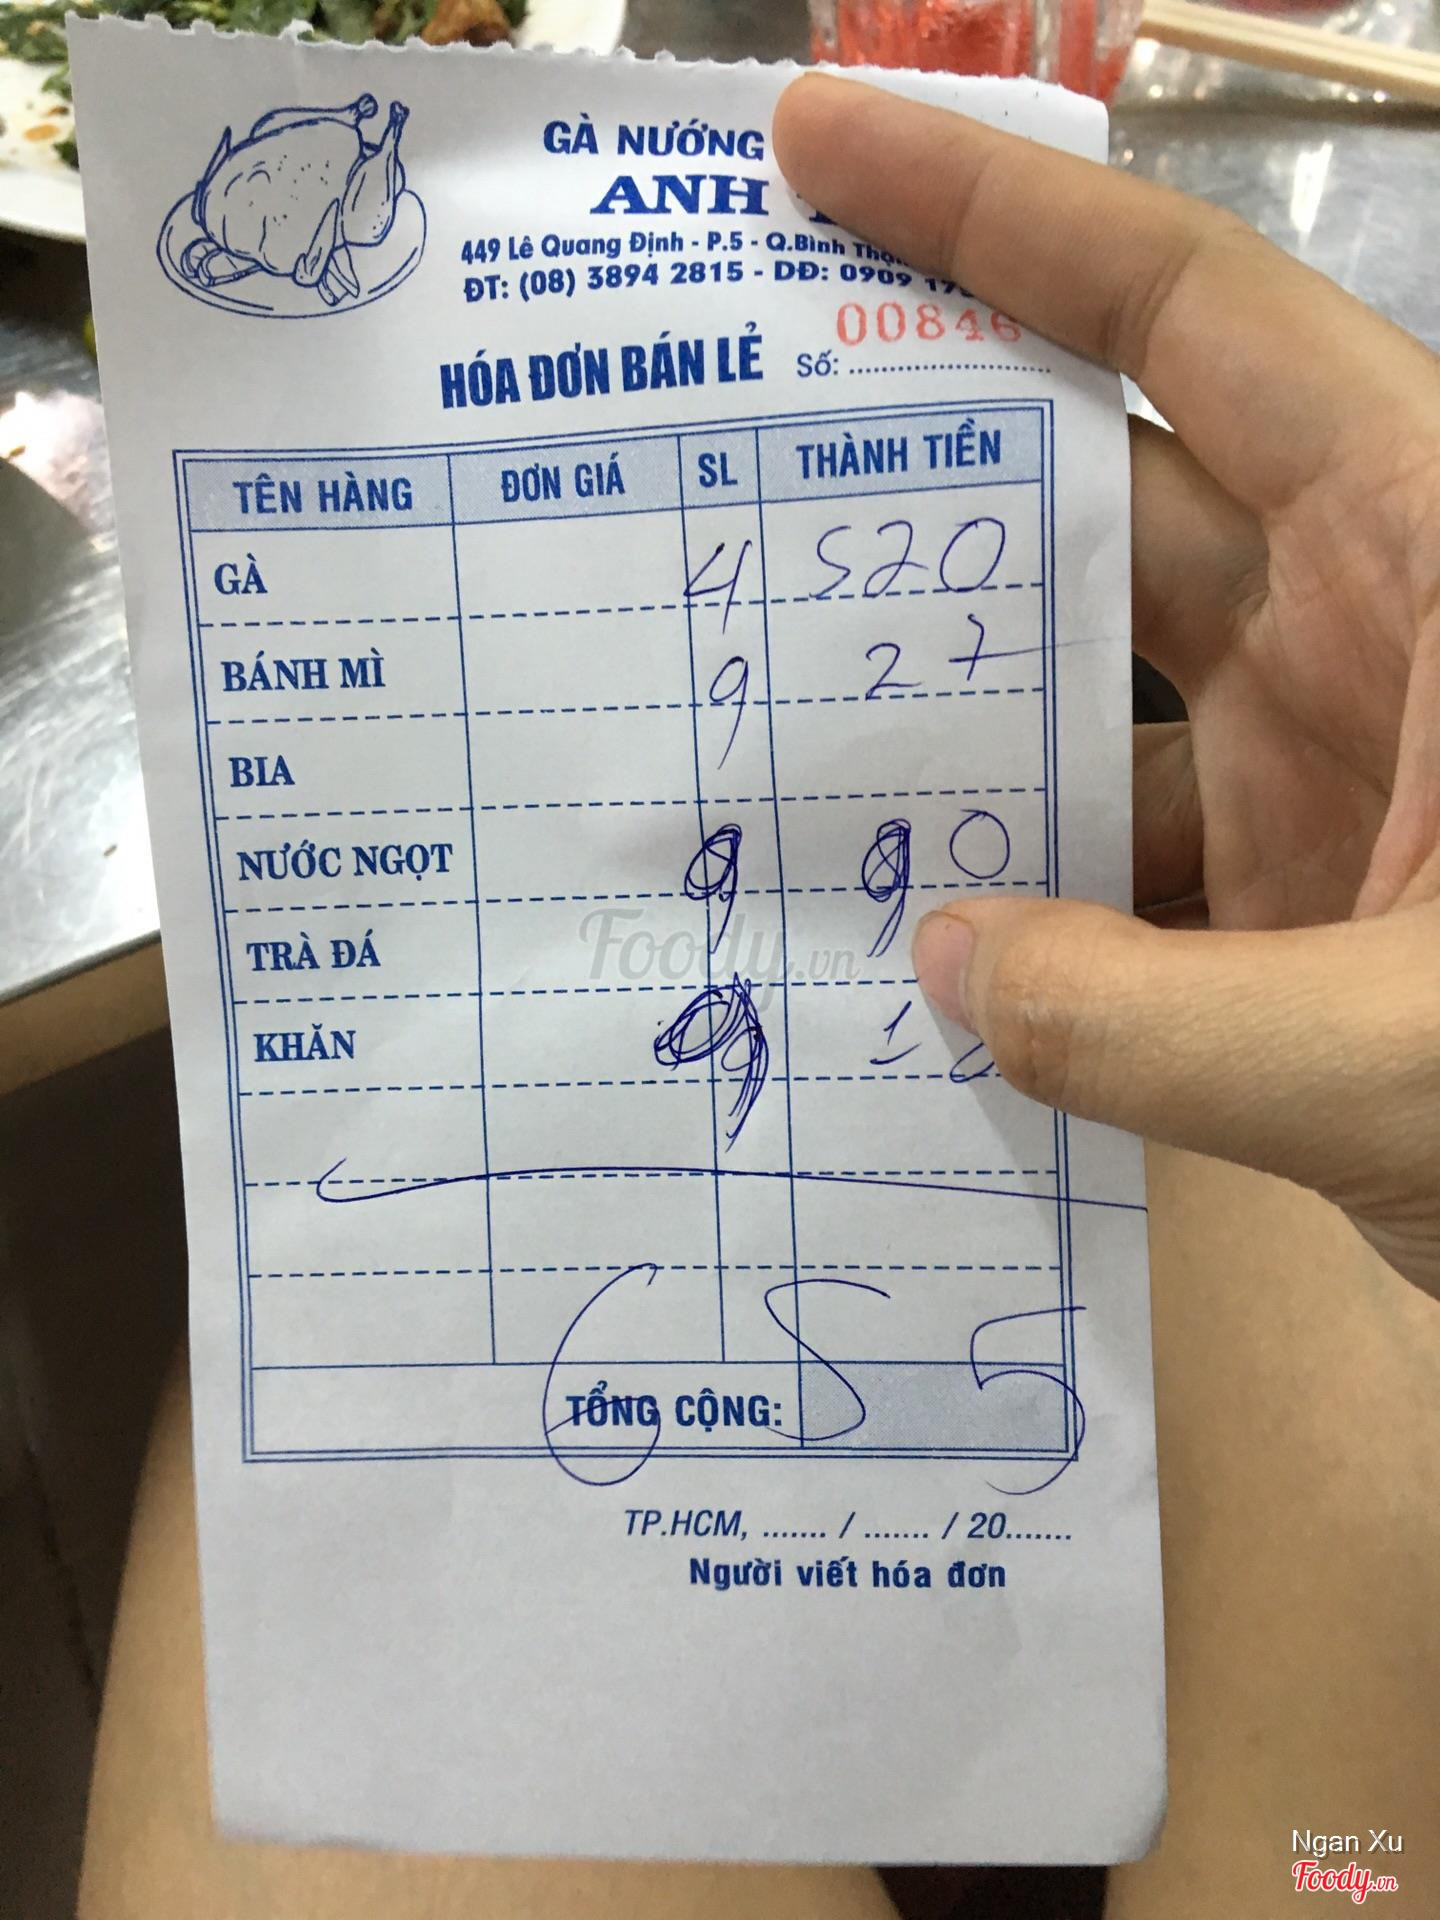 GÀ NƯỚNG
ANH
449 Lê Quang Định - P.5 - Q.Bình
ĐT: (08) 3894 2815 - DĐ: 0909
00846
HÓA ĐƠN BÁN LẺ Số:
TÊN HÀNG ĐƠN GIÁ SL THÀNH TIỀN
GÀ 4 520
BÁNH MÌ 9 27
BIA
NƯỚC NGỌT 9 90
TRÀ ĐÁ
KHĂN 9
655
TỔNG CỘNG:
TP.HCM, ....... / ....... / 20.......
Người viết hóa đơn
Foody.vn
Ngan Xu
Foody.vn